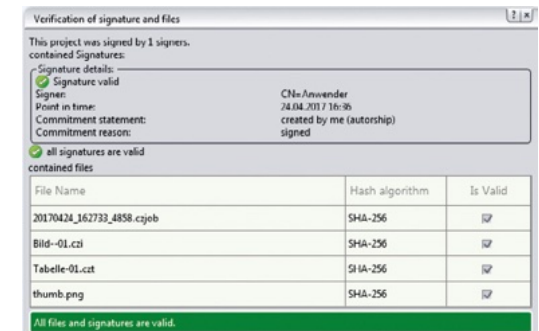 Verification of signature and files
This project was signed by 1 signers.
contained Signatures:
Signature details:
Signature valid
Signer: CN=Anwender
Point in time: 24.04.2017 16:36
Commitment statement: created by me (autorship)
Commitment reason: signed
all signatures are valid
contained files
File Name Hash algorithm Is Valid
20170424_162733_4858.czjob SHA-256
Bild--01.czi SHA-256
Tabelle-01.czt SHA-256
thumb.png SHA-256
All files and signatures are valid.